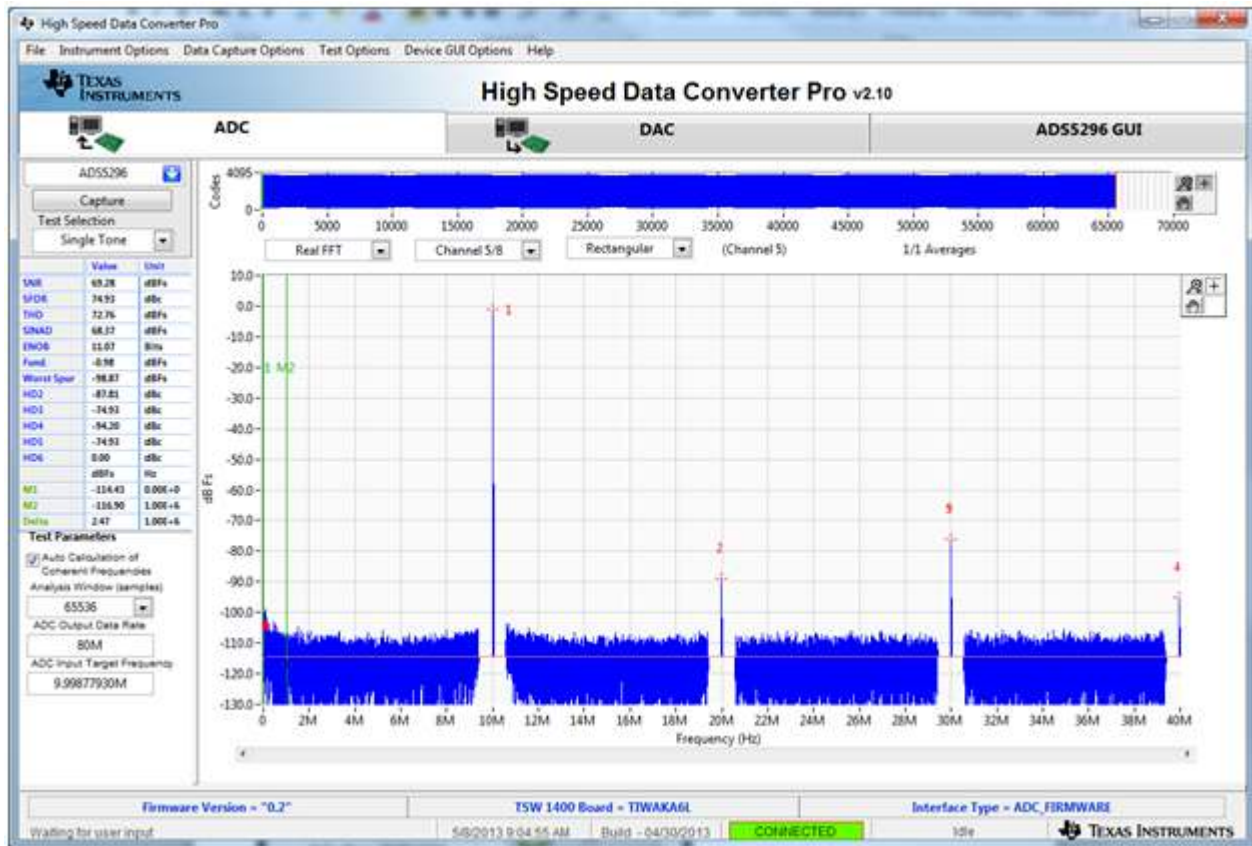 High Speed Data Converter Pro
File Instrument Options Data Capture Options Test Options Device GUI Options Help
TEXAS INSTRUMENTS
High Speed Data Converter Pro v2.10
ADC
DAC
ADS5296 GUI
ADS5296
Capture
Test Selection
Single Tone
Value Unit
SNR 69.28 dBFs
SFDR 74.93 dBc
THD 72.76 dBFs
SINAD 68.37 dBFs
ENOB 11.07 Bits
Fund. -0.98 dBFs
Worst Spur -98.87 dBFs
HD2 -87.81 dBc
HD3 -74.93 dBc
HD4 -94.20 dBc
HD5 -74.93 dBc
HD6 0.00 dBc
dBFs Hz
M1 -114.43 0.00E+0
M2 -116.90 1.00E+6
Delta 2.47 1.00E+6
Test Parameters
Auto Calculation of
Coherent Frequencies
Analysis Window (samples)
65536
ADC Output Data Rate
80M
ADC Input Target Frequency
9.99877930M
Codes
4095
0
0 5000 10000 15000 20000 25000 30000 35000 40000 45000 50000 55000 60000 65000 70000
Real FFT
Channel 5/8
Rectangular
(Channel 5)
1/1 Averages
dB Fs
10.0
0.0
-10.0
-20.0
-30.0
-40.0
-50.0
-60.0
-70.0
-80.0
-90.0
-100.0
-110.0
-120.0
-130.0
1 M2
1
2
4
0 2M 4M 6M 8M 10M 12M 14M 16M 18M 20M 22M 24M 26M 28M 30M 32M 34M 36M 38M 40M
Frequency (Hz)
Firmware Version = "0.2"
TSW 1400 Board = TIWAKA6L
Interface Type = ADC_FIRMWARE
Waiting for user input
5/8/2013 9:04:55 AM
Build - 04/30/2013
CONNECTED
Idle
TEXAS INSTRUMENTS